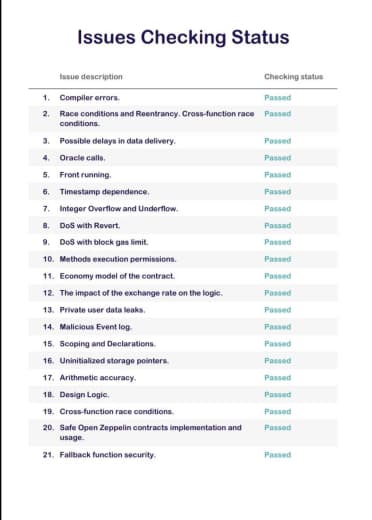 Issues Checking Status
Issue description Checking status
1. Compiler errors. Passed
2. Race conditions and Reentrancy. Cross-function race Passed
conditions.
3. Possible delays in data delivery. Passed
4. Oracle calls. Passed
5. Front running. Passed
6. Timestamp dependence. Passed
7. Integer Overflow and Underflow. Passed
8. DoS with Revert. Passed
9. DoS with block gas limit. Passed
10. Methods execution permissions. Passed
11. Economy model of the contract. Passed
12. The impact of the exchange rate on the logic. Passed
13. Private user data leaks. Passed
14. Malicious Event log. Passed
15. Scoping and Declarations. Passed
16. Uninitialized storage pointers. Passed
17. Arithmetic accuracy. Passed
18. Design Logic. Passed
19. Cross-function race conditions. Passed
20. Safe Open Zeppelin contracts implementation and Passed
usage.
21. Fallback function security. Passed